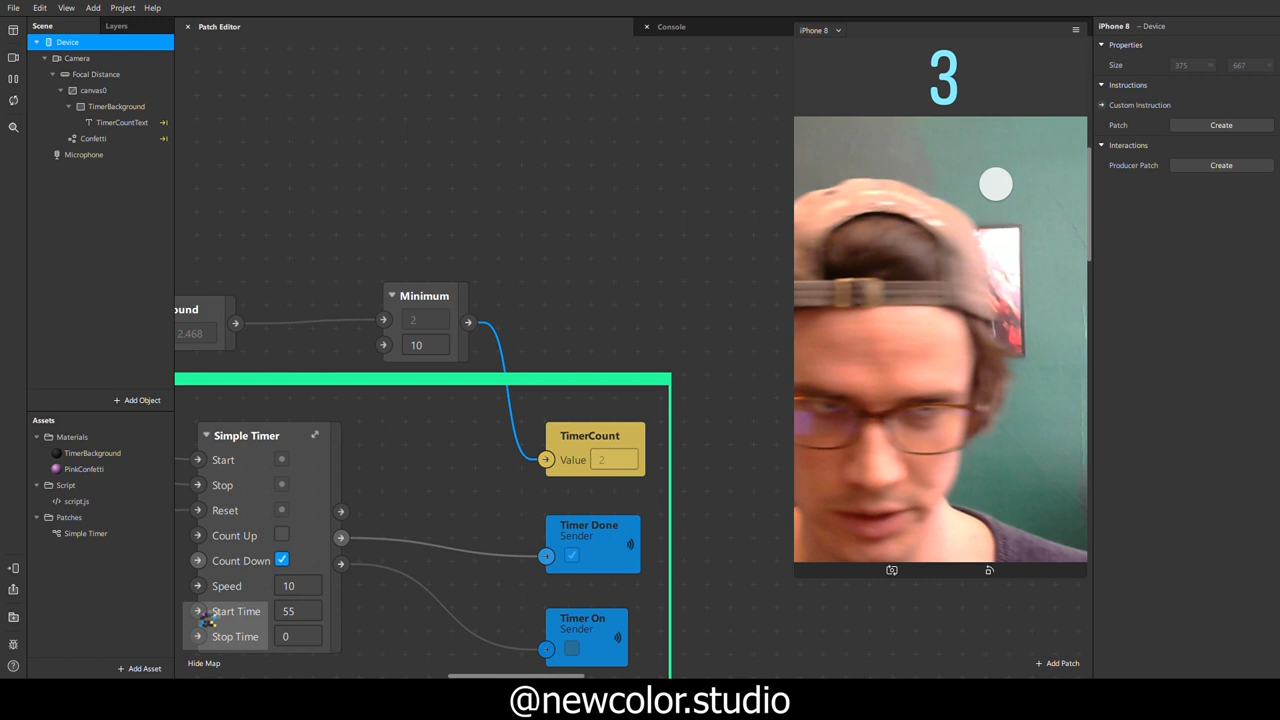 File Edit View Add Project Help
Scene
Layers
Device
Camera
Focal Distance
canvas0
TimerBackground
TimerCountText
Confetti
Microphone
+ Add Object
Assets
Materials
TimerBackground
PinkConfetti
Script
script.js
Patches
Simple Timer
+ Add Asset
Patch Editor
Console
ound
2.468
Minimum
2
10
Simple Timer
Start
Stop
Reset
Count Up
Count Down
Speed 10
Start Time 55
Stop Time 0
TimerCount
Value 2
Timer Done
Sender
Timer On
Sender
Hide Map
+ Add Patch
iPhone 8
3
iPhone 8 – Device
Properties
Size 375 667
Instructions
Custom Instruction
Patch Create
Interactions
Producer Patch Create
@newcolor.studio